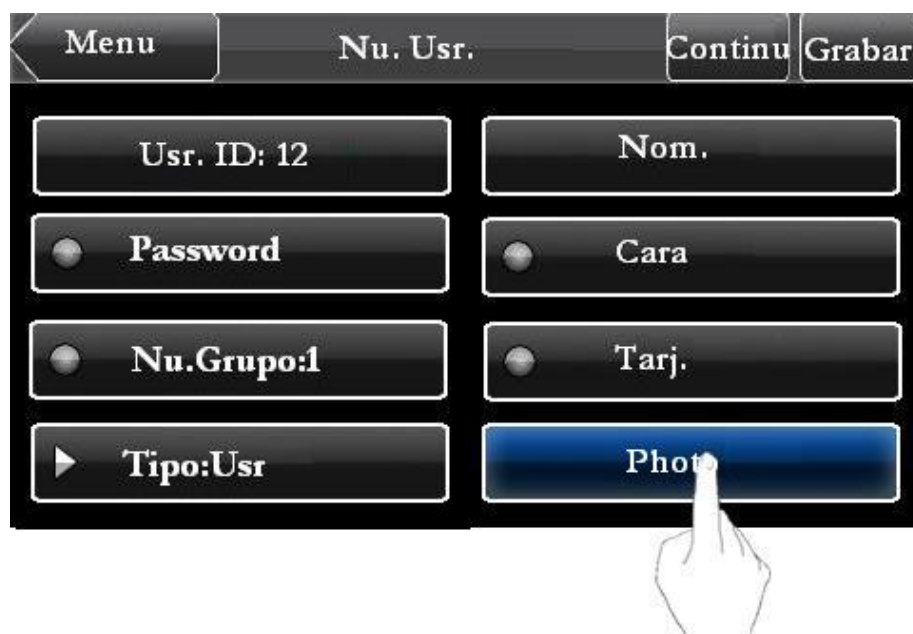 Menu
Nu. Usr.
Continu
Grabar
Usr. ID: 12
Nom.
Password
Cara
Nu.Grupo:1
Tarj.
Tipo:Usr
Photo